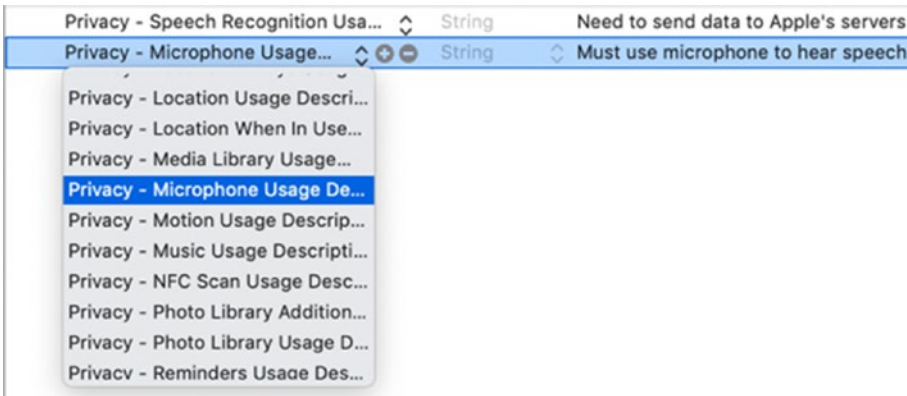 Privacy - Speech Recognition Usa... String Need to send data to Apple's servers
Privacy - Microphone Usage... String Must use microphone to hear speech
Privacy - Location Usage Descri...
Privacy - Location When In Use...
Privacy - Media Library Usage...
Privacy - Microphone Usage De...
Privacy - Motion Usage Descrip...
Privacy - Music Usage Descripti...
Privacy - NFC Scan Usage Desc...
Privacy - Photo Library Addition...
Privacy - Photo Library Usage D...
Privacy - Reminders Usage Des...